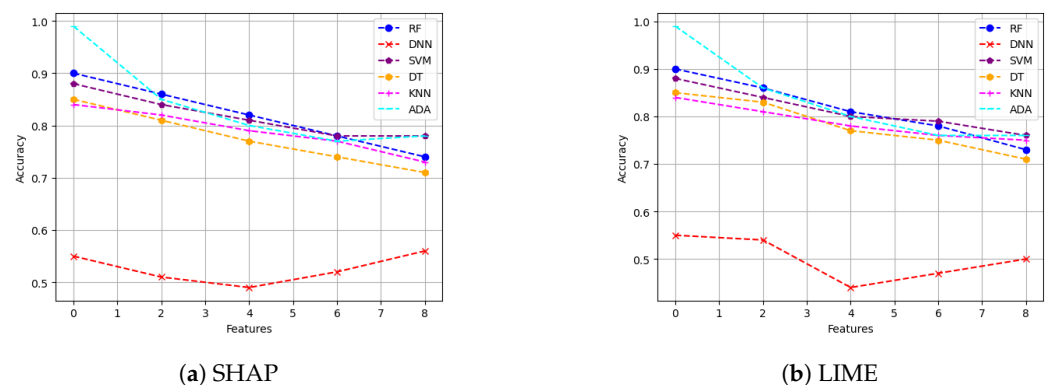 1.0
0.9
0.8
0.7
0.6
0.5
Accuracy
0 1 2 3 4 5 6 7 8
Features
RF
DNN
SVM
DT
KNN
ADA
(a) SHAP
1.0
0.9
0.8
0.7
0.6
0.5
Accuracy
0 1 2 3 4 5 6 7 8
Features
RF
DNN
SVM
DT
KNN
ADA
(b) LIME